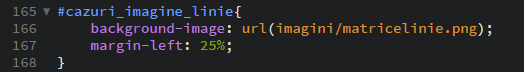 165 ▼ #cazuri_imagine_linie{
166 background-image: url(imagini/matricelinie.png);
167 margin-left: 25%;
168 }